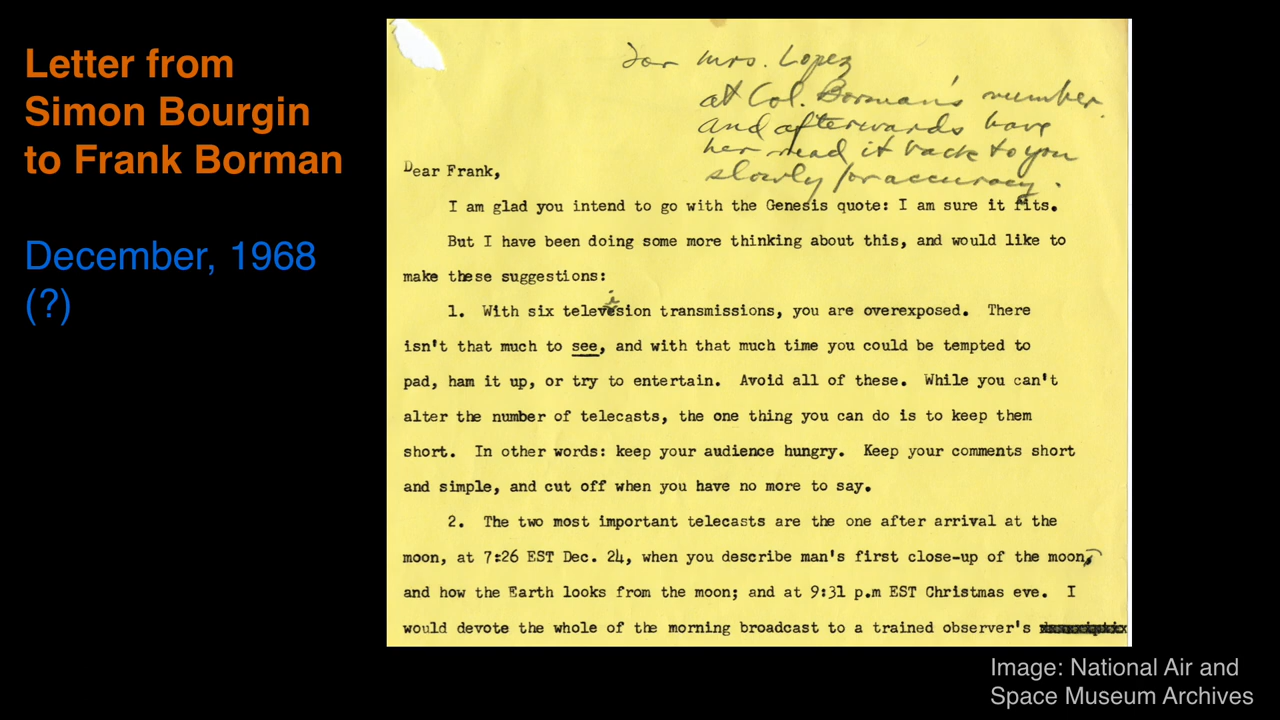 Letter from
Simon Bourgin
to Frank Borman
December, 1968
(?)
for Mrs. Lopez
at Col. Borman's number.
And afterwards have
her read it back to you
slowly for accuracy.
Dear Frank,
I am glad you intend to go with the Genesis quote: I am sure it fits.
But I have been doing some more thinking about this, and would like to
make these suggestions:
1. With six television transmissions, you are overexposed. There
isn't that much to see, and with that much time you could be tempted to
pad, ham it up, or try to entertain. Avoid all of these. While you can't
alter the number of telecasts, the one thing you can do is to keep them
short. In other words: keep your audience hungry. Keep your comments short
and simple, and cut off when you have no more to say.
2. The two most important telecasts are the one after arrival at the
moon, at 7:26 EST Dec. 24, when you describe man's first close-up of the moon,
and how the Earth looks from the moon; and at 9:31 p.m EST Christmas eve. I
would devote the whole of the morning broadcast to a trained observer's
Image: National Air and
Space Museum Archives